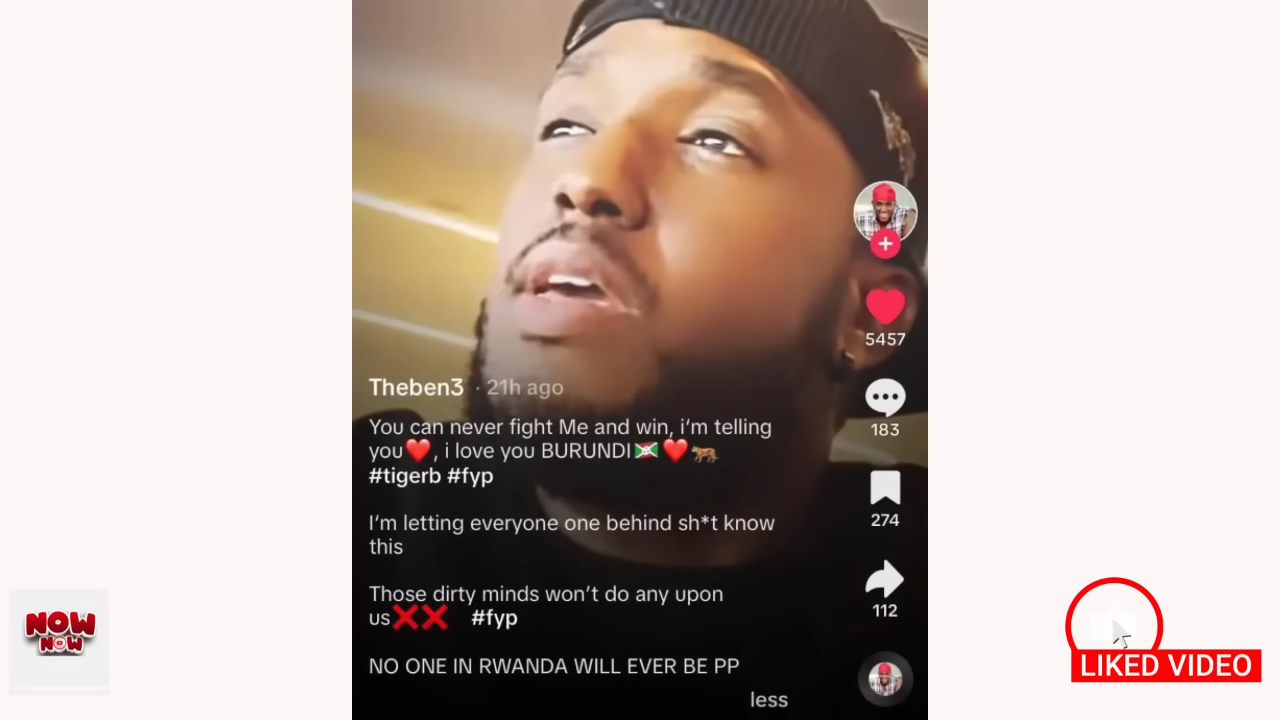 Theben3 · 21h ago
You can never fight Me and win, i'm telling
you❤️, i love you BURUNDI🇧🇮❤️🐆
#tigerb #fyp
I'm letting everyone one behind sh*t know
this
Those dirty minds won't do any upon
us❌❌ #fyp
NO ONE IN RWANDA WILL EVER BE PP
less
5457
183
274
112
NOW
NOW
LIKED VIDEO